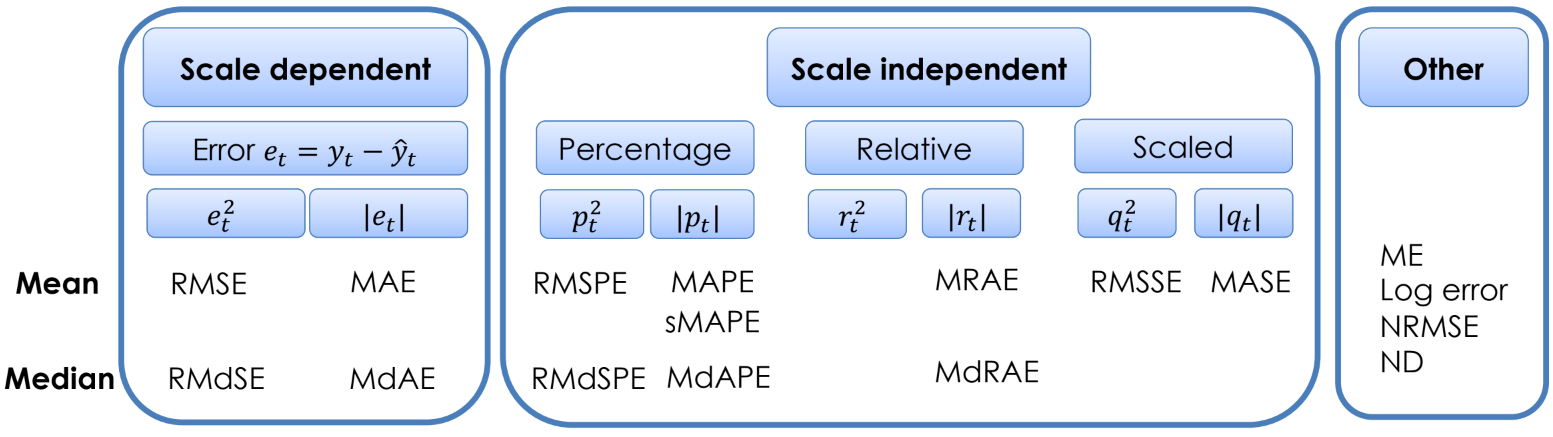 Scale dependent
Scale independent
Other
Error e_t = y_t − ŷ_t
Percentage
Relative
Scaled
e_t^2
|e_t|
p_t^2
|p_t|
r_t^2
|r_t|
q_t^2
|q_t|
Mean
RMSE
MAE
RMSPE
MAPE
sMAPE
MRAE
RMSSE
MASE
Median
RMdSE
MdAE
RMdSPE
MdAPE
MdRAE
ME
Log error
NRMSE
ND